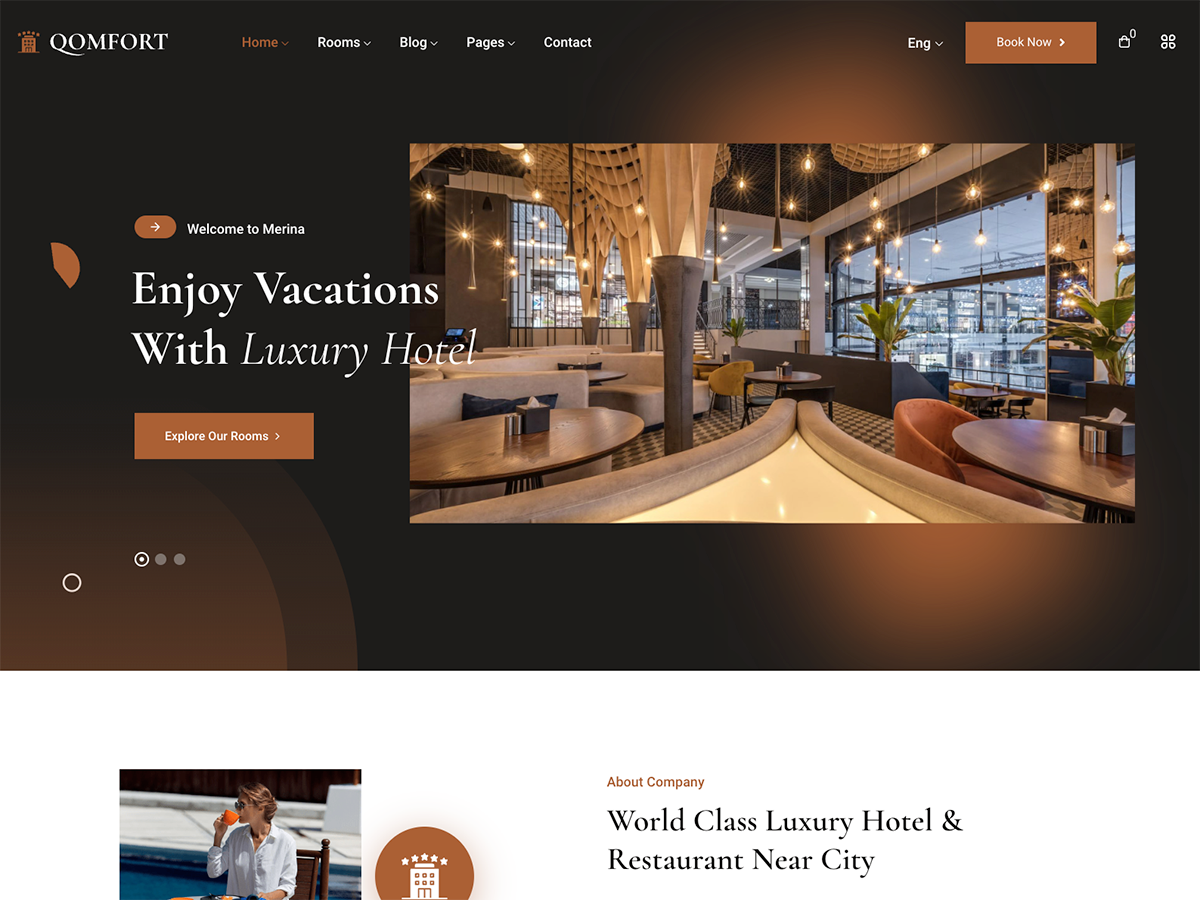 QOMFORT
Home
Rooms
Blog
Pages
Contact
Eng
Book Now
0
Welcome to Merina
Enjoy Vacations
With Luxury Hotel
Explore Our Rooms
About Company
World Class Luxury Hotel &
Restaurant Near City